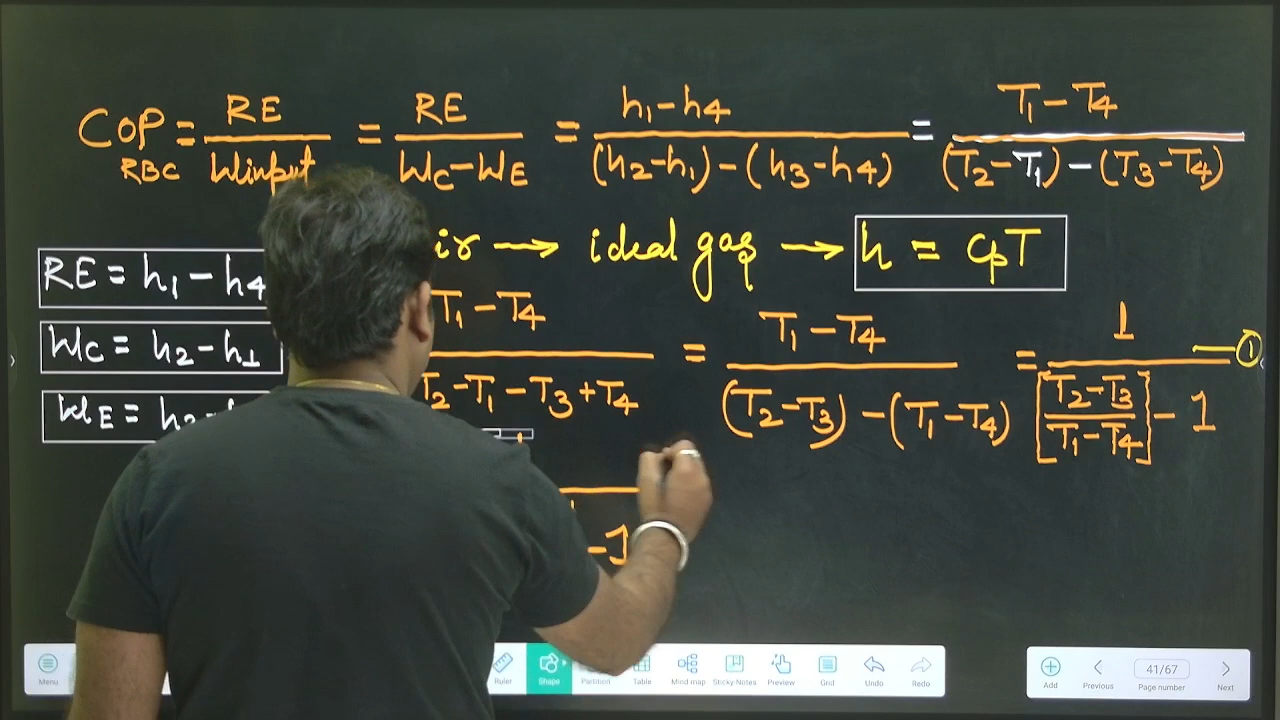 COP RBC = RE / Winput = RE / WC - WE = h1 - h4 / (h2 - h1) - (h3 - h4) = T1 - T4 / (T2 - T1) - (T3 - T4)
ir → ideal gas → h = CpT
RE = h1 - h4
WC = h2 - h1
WE =
T1 - T4 / T2 - T1 - T3 + T4 = T1 - T4 / (T2 - T3) - (T1 - T4) = 1 / [T2 - T3 / T1 - T4] - 1 — ①
- 1
Menu Ruler Shape Partition Table Mind map Sticky Notes Preview Grid Undo Redo Add Previous 41/67 Page number Next